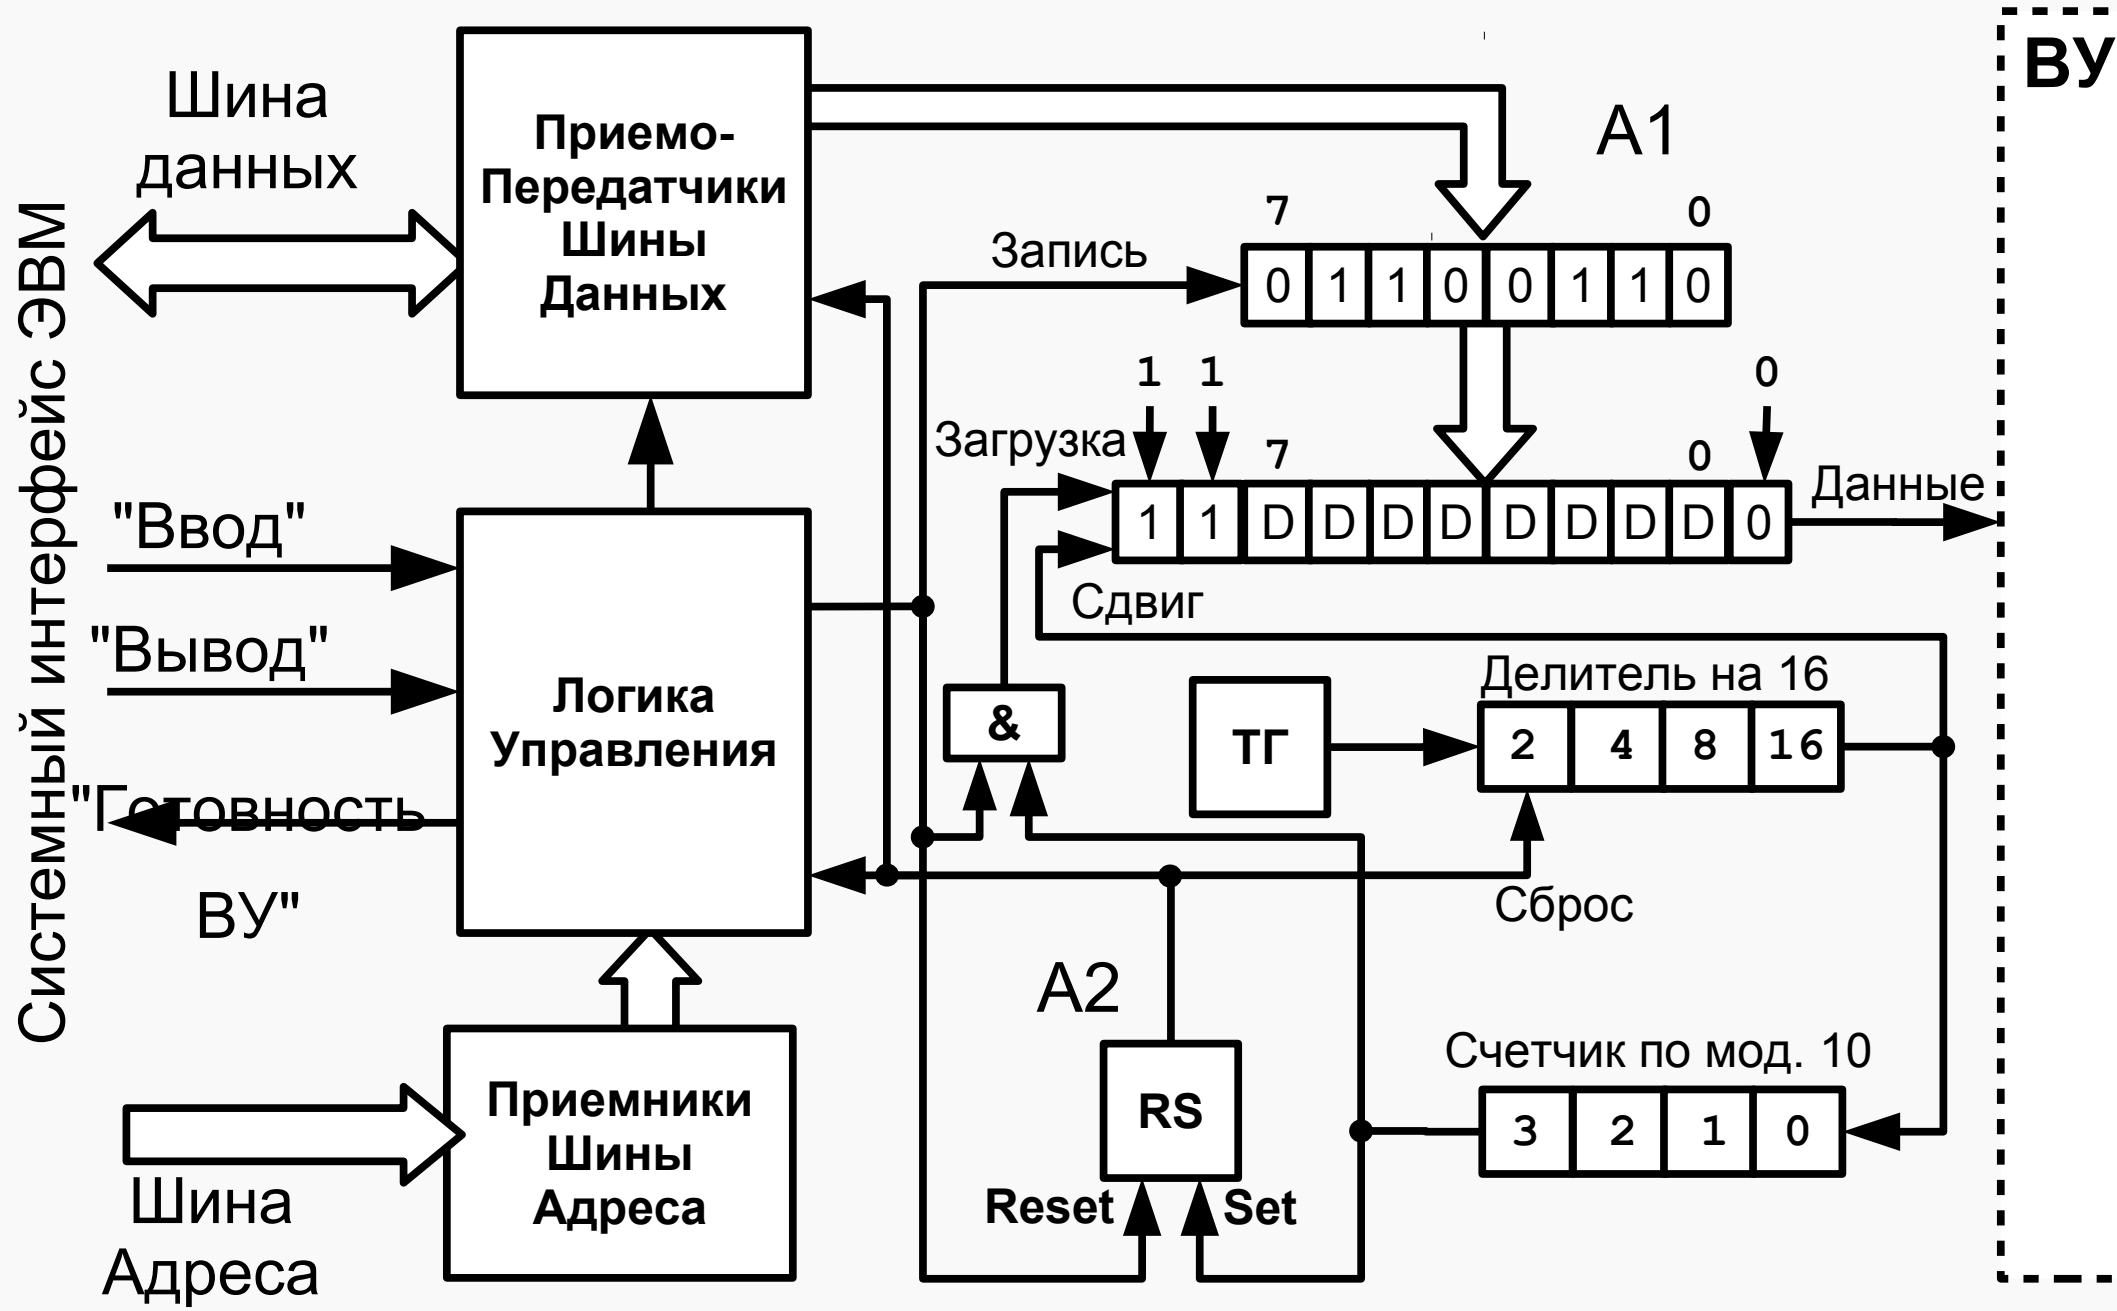 Системный интерфейс ЭВМ
Шина
данных
"Ввод"
"Вывод"
"Готовность
ВУ"
Шина
Адреса
Приемо-
Передатчики
Шины
Данных
Логика
Управления
Приемники
Шины
Адреса
А1
7 0
Запись
0 1 1 0 0 1 1 0
1 1 0
Загрузка
7 0
1 1 D D D D D D D D 0
Данные
Сдвиг
&
ТГ
Делитель на 16
2 4 8 16
Сброс
А2
RS
Reset
Set
Счетчик по мод. 10
3 2 1 0
ВУ